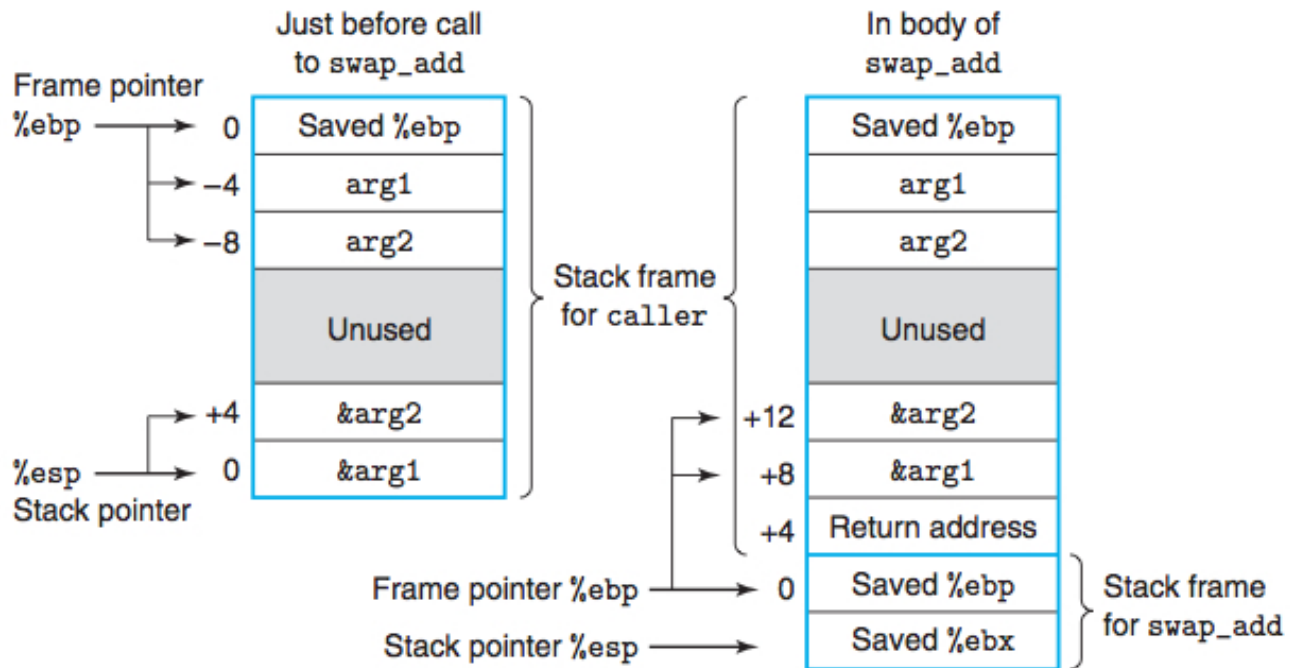 Just before call
to swap_add
In body of
swap_add
Frame pointer
%ebp
0
Saved %ebp
Saved %ebp
−4
arg1
arg1
−8
arg2
arg2
Stack frame
for caller
Unused
Unused
+4
&arg2
+12
&arg2
%esp
0
&arg1
+8
&arg1
Stack pointer
+4
Return address
Frame pointer %ebp
0
Saved %ebp
Stack frame
for swap_add
Stack pointer %esp
Saved %ebx